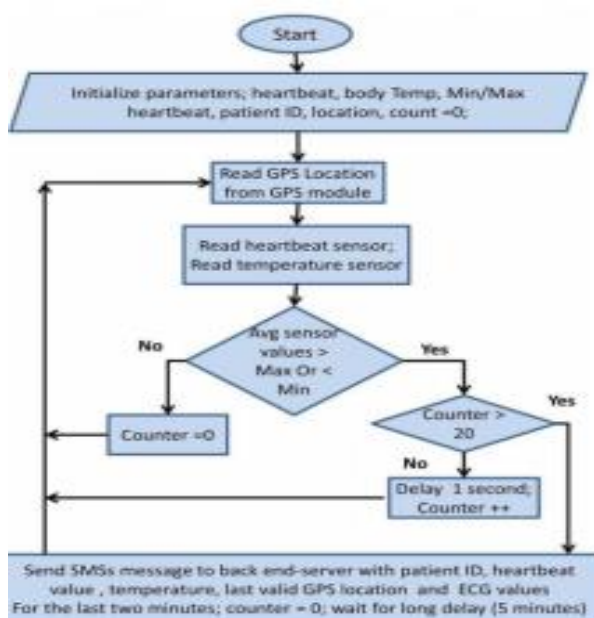 Start
Initialize parameters; heartbeat, body Temp, Min/Max
heartbeat, patient ID, location, count =0;
Read GPS Location
from GPS module
Read heartbeat sensor;
Read temperature sensor
Avg sensor
values >
Max Or <
Min
No
Yes
Counter =0
Counter >
20
Yes
No
Delay 1 second;
Counter ++
Send SMSs message to back end-server with patient ID, heartbeat
value , temperature, last valid GPS location and ECG values
For the last two minutes; counter = 0; wait for long delay (5 minutes)